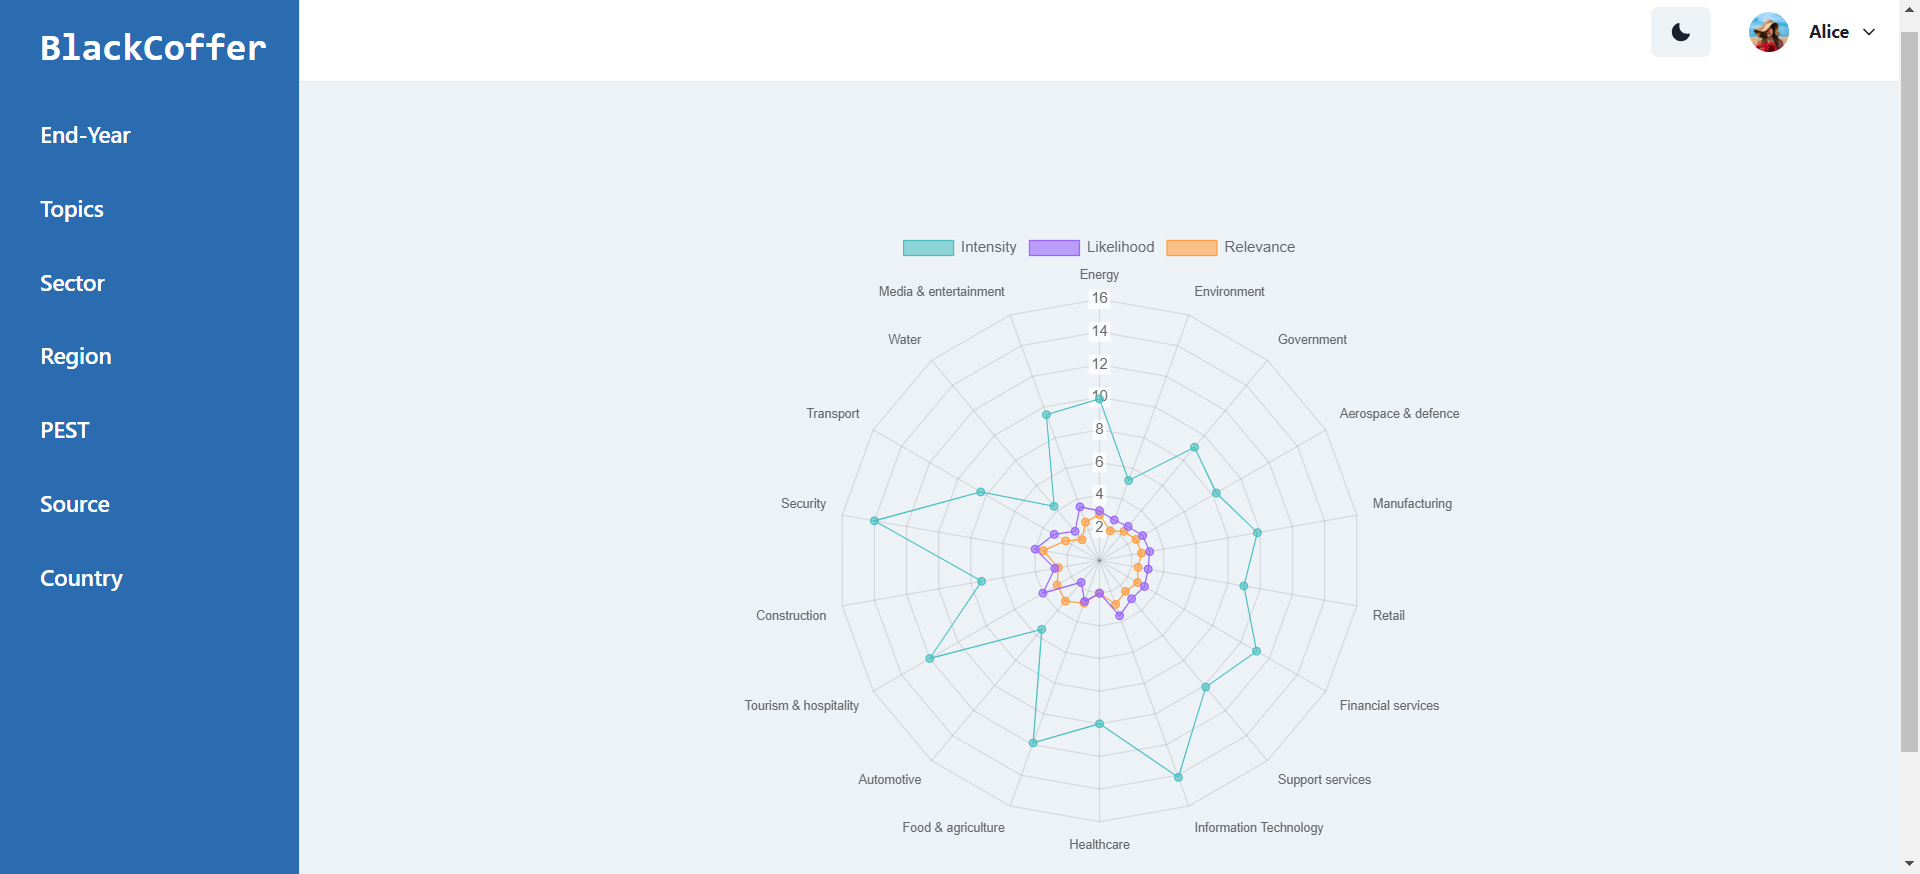 BlackCoffer
Alice
End-Year
Topics
Sector
Region
PEST
Source
Country
Intensity Likelihood Relevance
Energy
Media & entertainment
Environment
Water
Government
Transport
Aerospace & defence
Security
Manufacturing
Construction
Retail
Tourism & hospitality
Financial services
Automotive
Support services
Food & agriculture
Information Technology
Healthcare
16
14
12
10
8
6
4
2